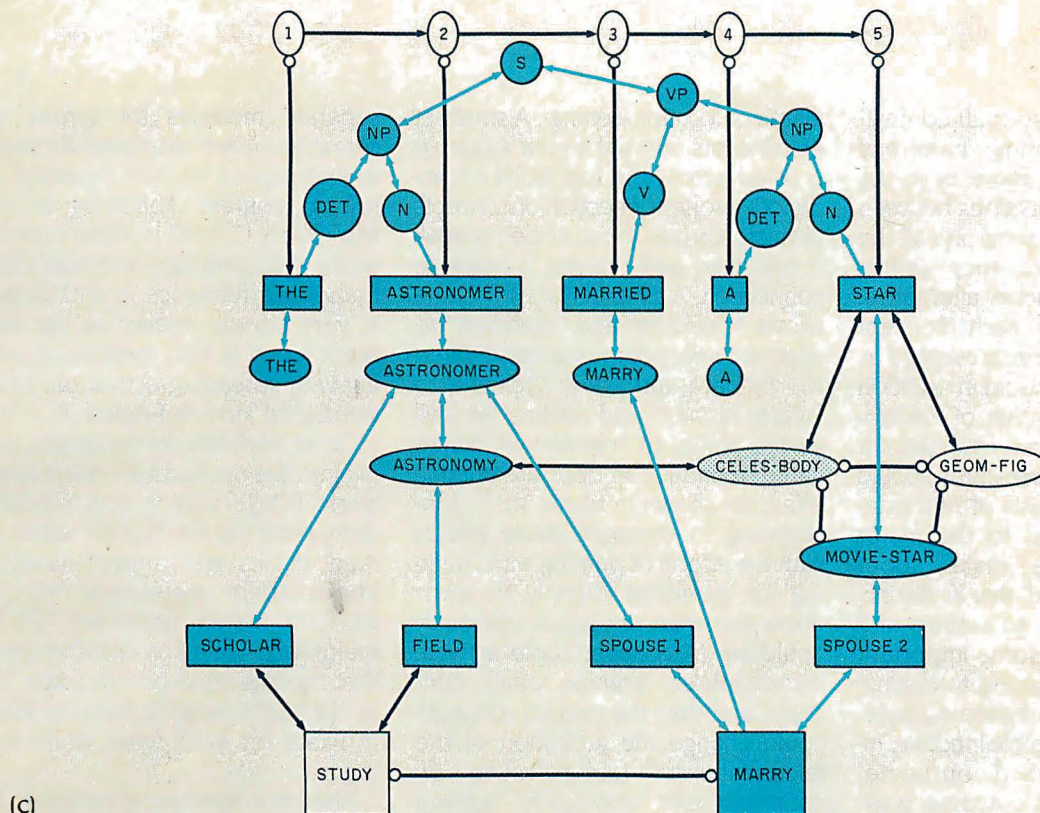 1 2 3 4 5
S
VP
NP NP
DET N V DET N
THE ASTRONOMER MARRIED A STAR
THE ASTRONOMER MARRY A
ASTRONOMY CELES-BODY GEOM-FIG
MOVIE-STAR
SCHOLAR FIELD SPOUSE 1 SPOUSE 2
STUDY MARRY
(c)